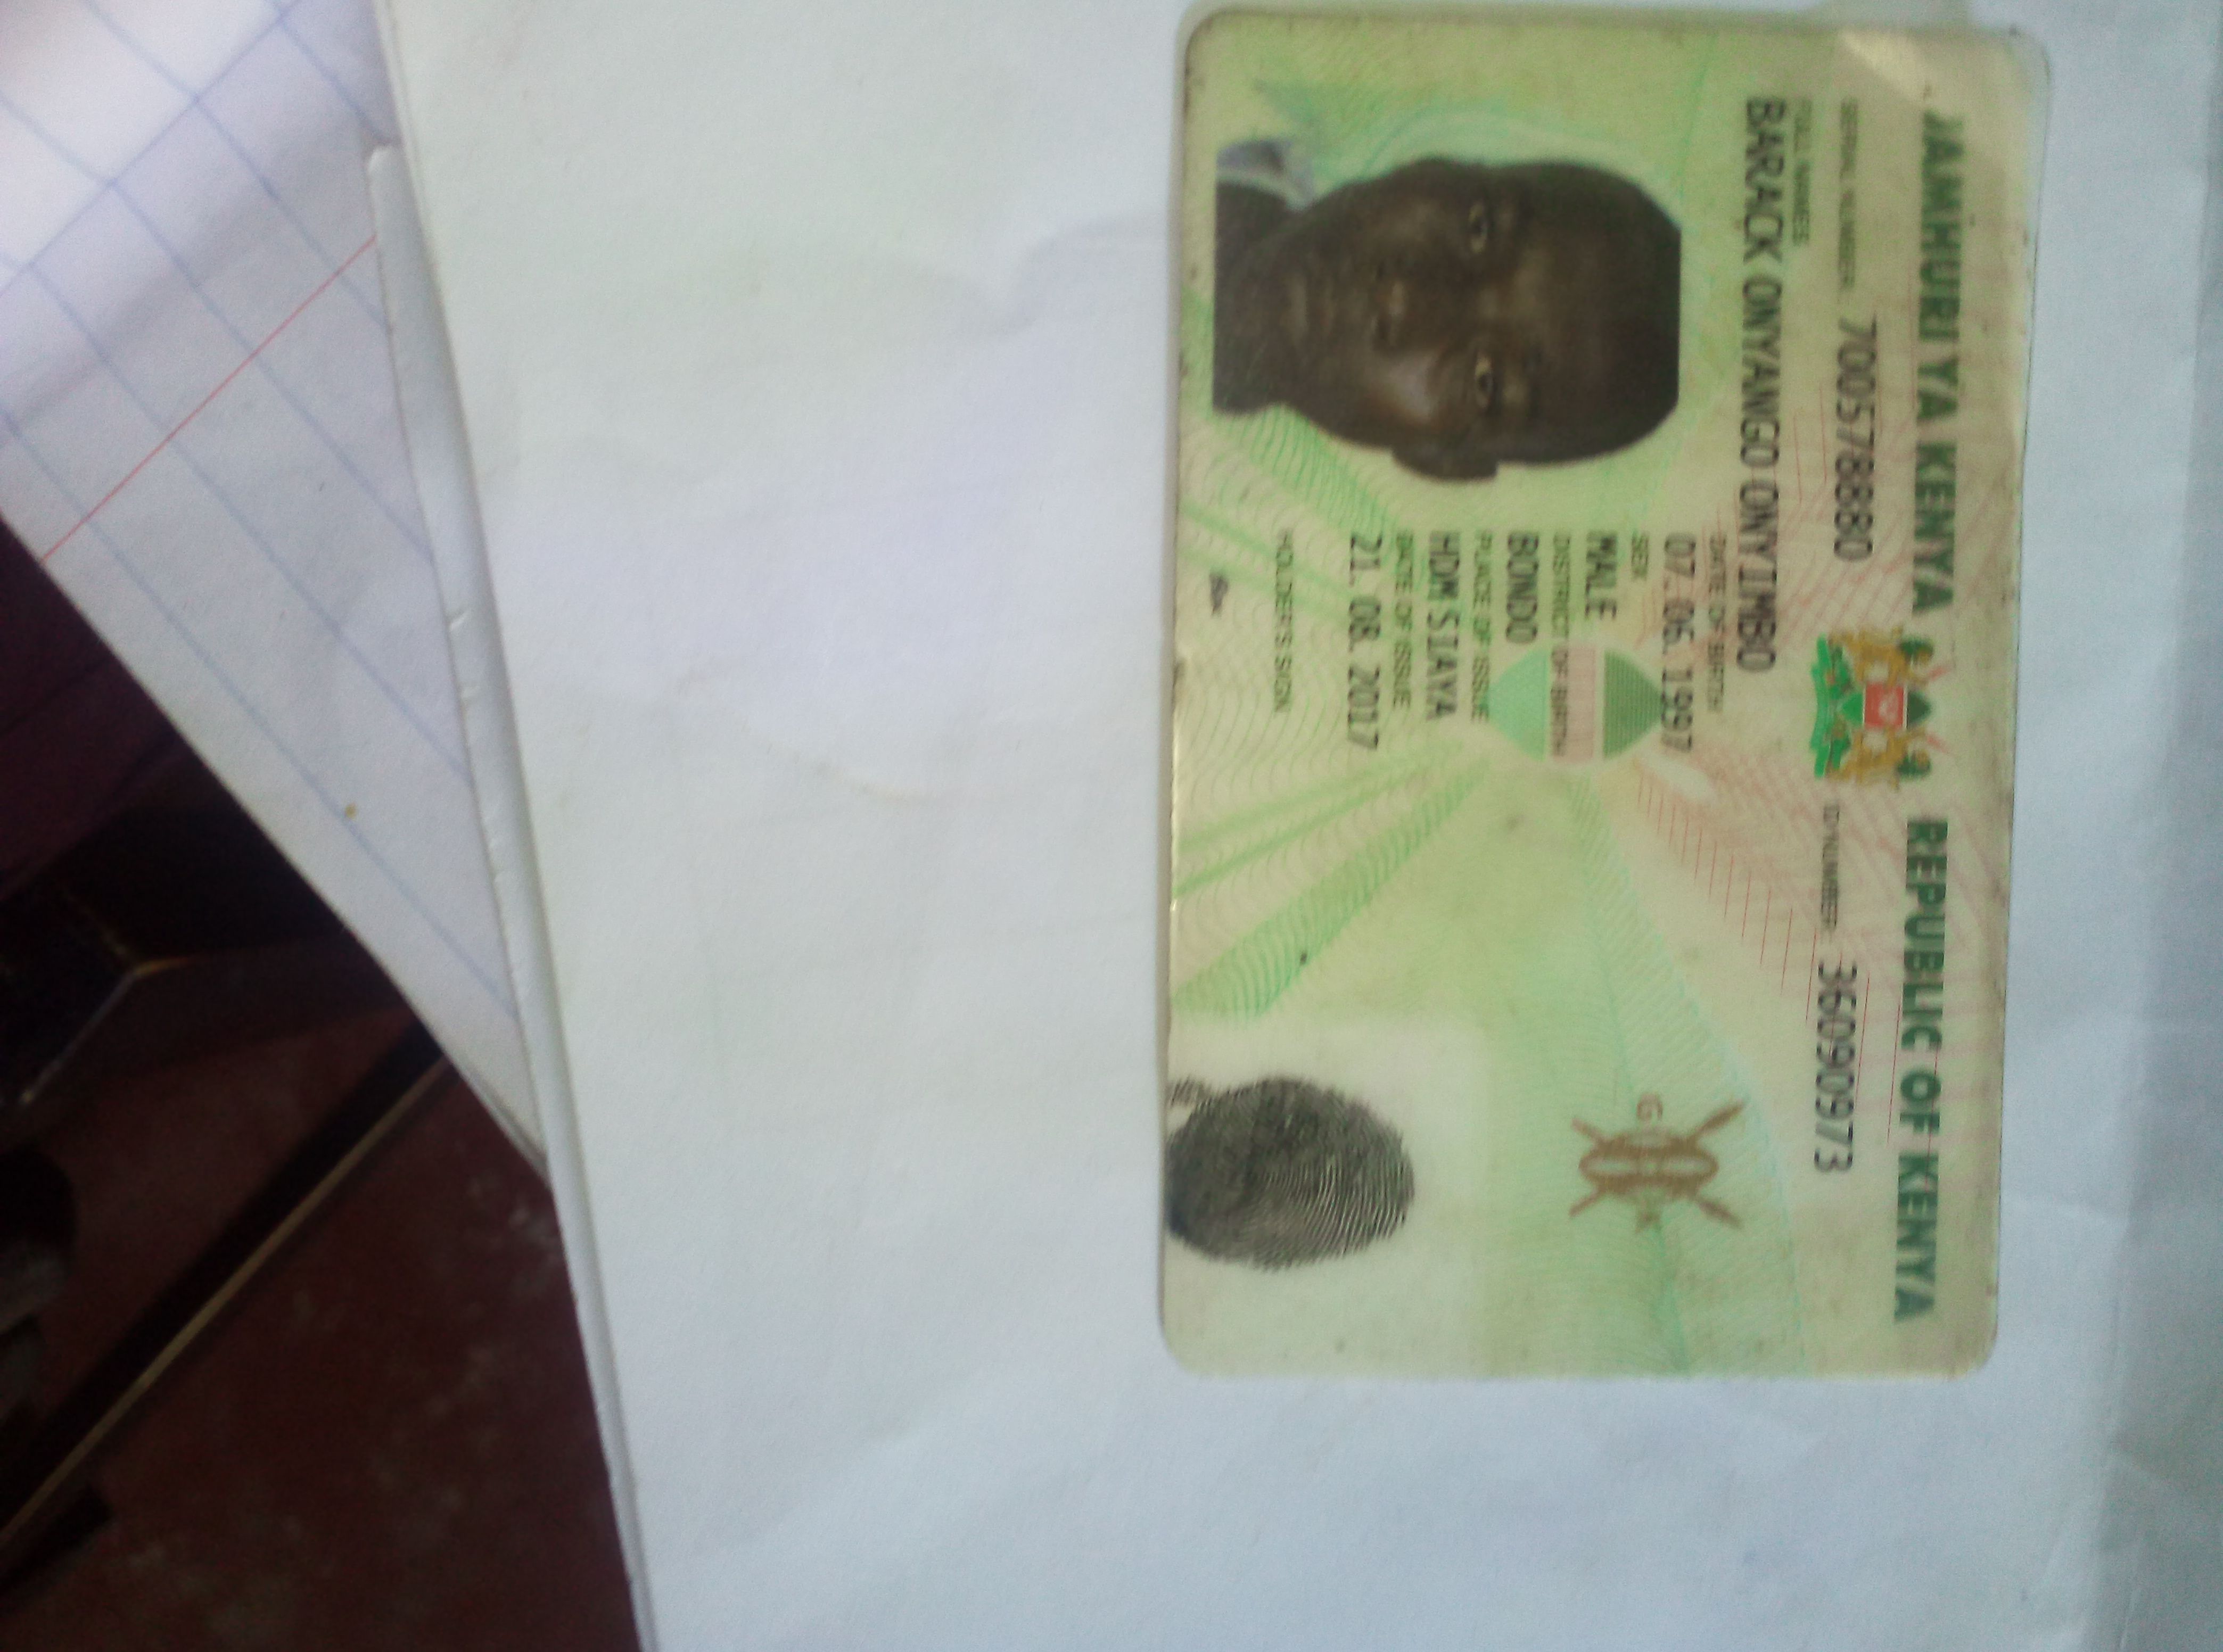 JAMHURI YA KENYA REPUBLIC OF KENYA
SERIAL NUMBER: 700578880 ID NUMBER: 36090973
FULL NAMES
BARACK ONYANGO ONYIMBO
DATE OF BIRTH
07. 06. 1997
SEX
MALE
G K
DISTRICT OF BIRTH
BONDO
PLACE OF ISSUE
HDM SIAYA
DATE OF ISSUE
21. 08. 2017
HOLDER'S SIGN